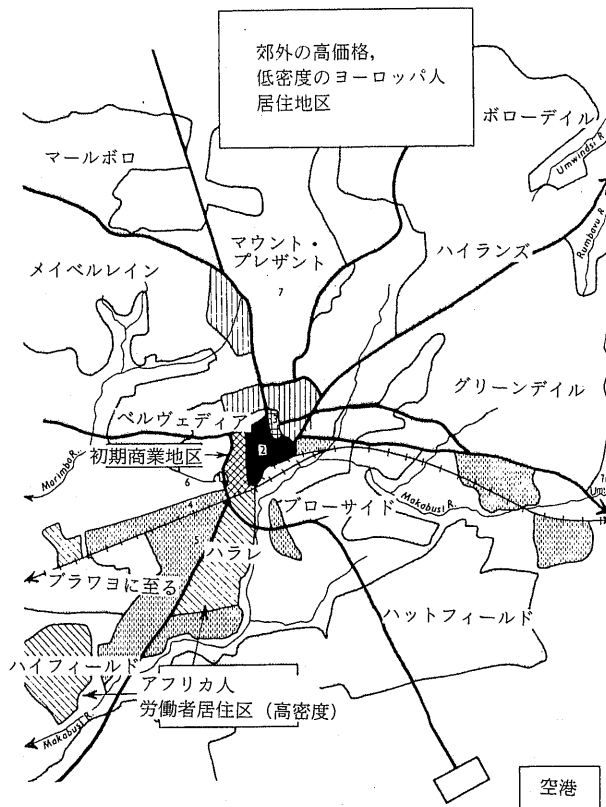 郊外の高価格,
低密度のヨーロッパ人
居住地区
ボローデイル
Umwindsi R.
マールボロ
Rumbavu R.
マウント・
プレザント
ハイランズ
メイベルレイン
7
グリーンデイル
ベルヴェディア
3
2
初期商業地区
Marimba R.
6
ブローサイド
Makabusi R.
4
5
ハラレ
ブラワヨに至る
ハットフィールド
ハイフィールド
アフリカ人
労働者居住区(高密度)
Makabusi R.
空港